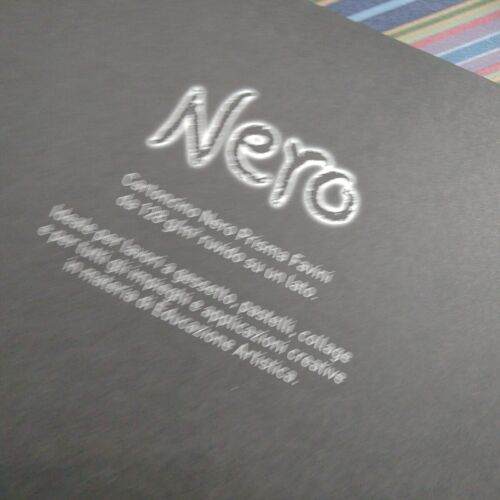 Nero
Cartoncino Nero Prisma Favini
da 128 g/m² ruvido su un lato.
Ideale per lavori a gessetto, pastelli, collage
e per tutti gli impieghi e applicazioni creative
in materia di Educazione Artistica.